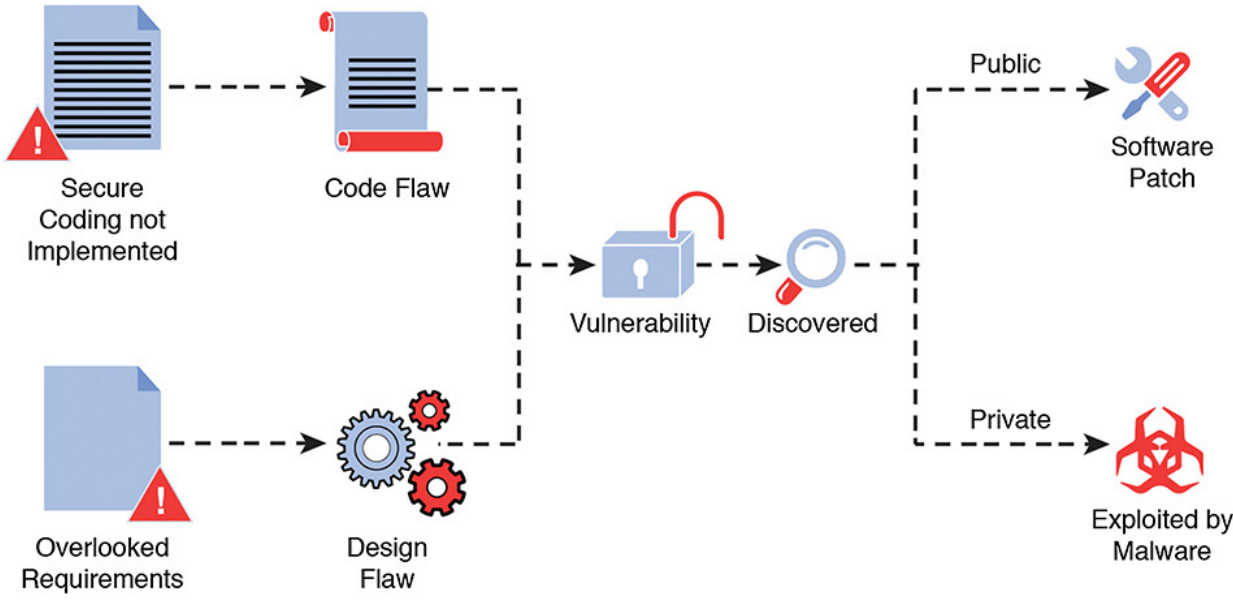 Secure
Coding not
Implemented
Code Flaw
Vulnerability
Discovered
Public
Software
Patch
Overlooked
Requirements
Design
Flaw
Private
Exploited by
Malware